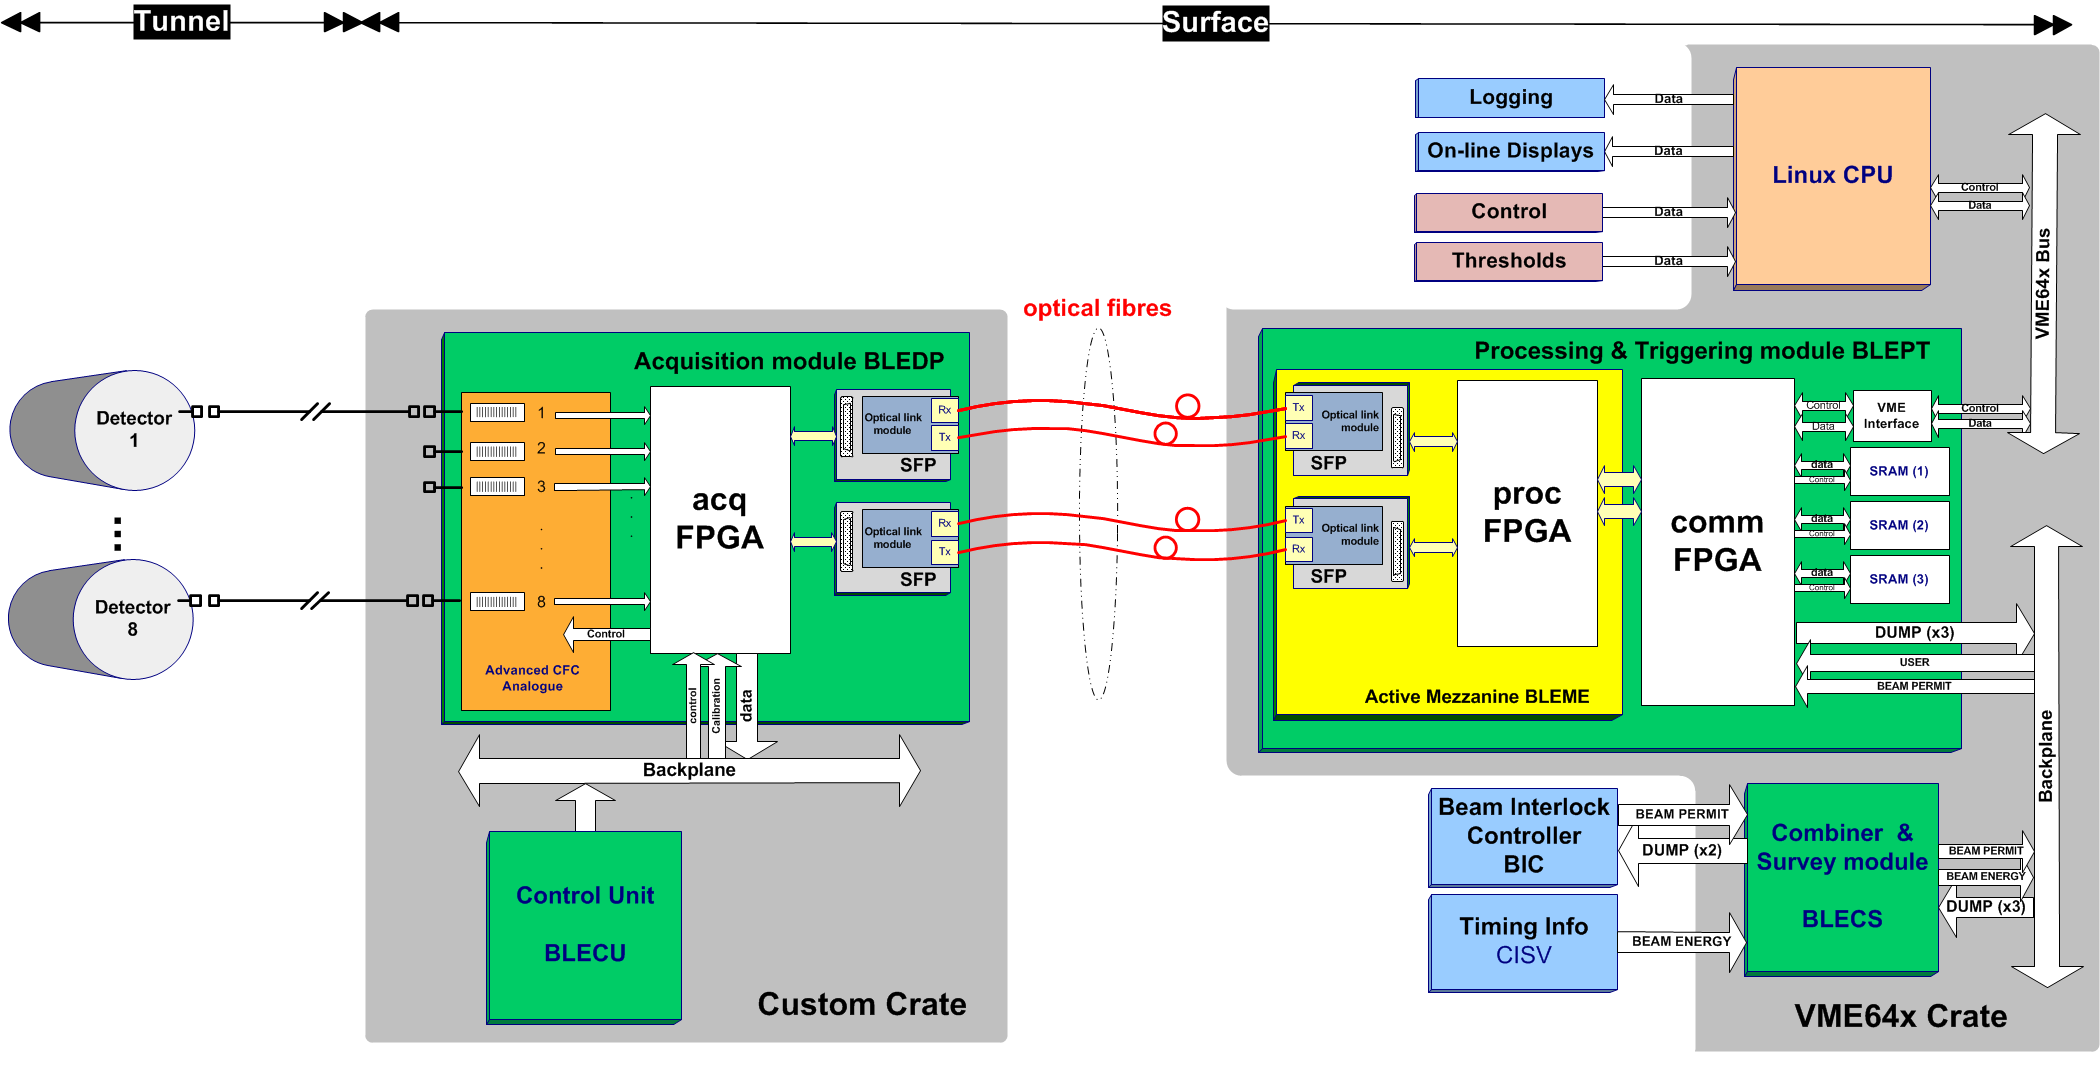 Tunnel
Surface
Logging
Data
On-line Displays
Data
Control
Data
Thresholds
Data
Linux CPU
Control
Data
VME64x Bus
optical fibres
Detector
1
Detector
8
Acquisition module BLEDP
1
2
3
8
Control
Advanced CFC
Analogue
acq
FPGA
Optical link
module
Rx
Tx
SFP
Optical link
module
Rx
Tx
SFP
control
Calibration
data
Backplane
Control Unit
BLECU
Custom Crate
Processing & Triggering module BLEPT
Tx
Rx
Optical link
module
SFP
Tx
Rx
Optical link
module
SFP
proc
FPGA
Active Mezzanine BLEME
comm
FPGA
Control
Data
VME
Interface
Control
Data
data
Control
SRAM (1)
data
Control
SRAM (2)
data
Control
SRAM (3)
DUMP (x3)
USER
BEAM PERMIT
Backplane
Beam Interlock
Controller
BIC
BEAM PERMIT
DUMP (x2)
Timing Info
CISV
BEAM ENERGY
Combiner &
Survey module
BLECS
BEAM PERMIT
BEAM ENERGY
DUMP (x3)
VME64x Crate